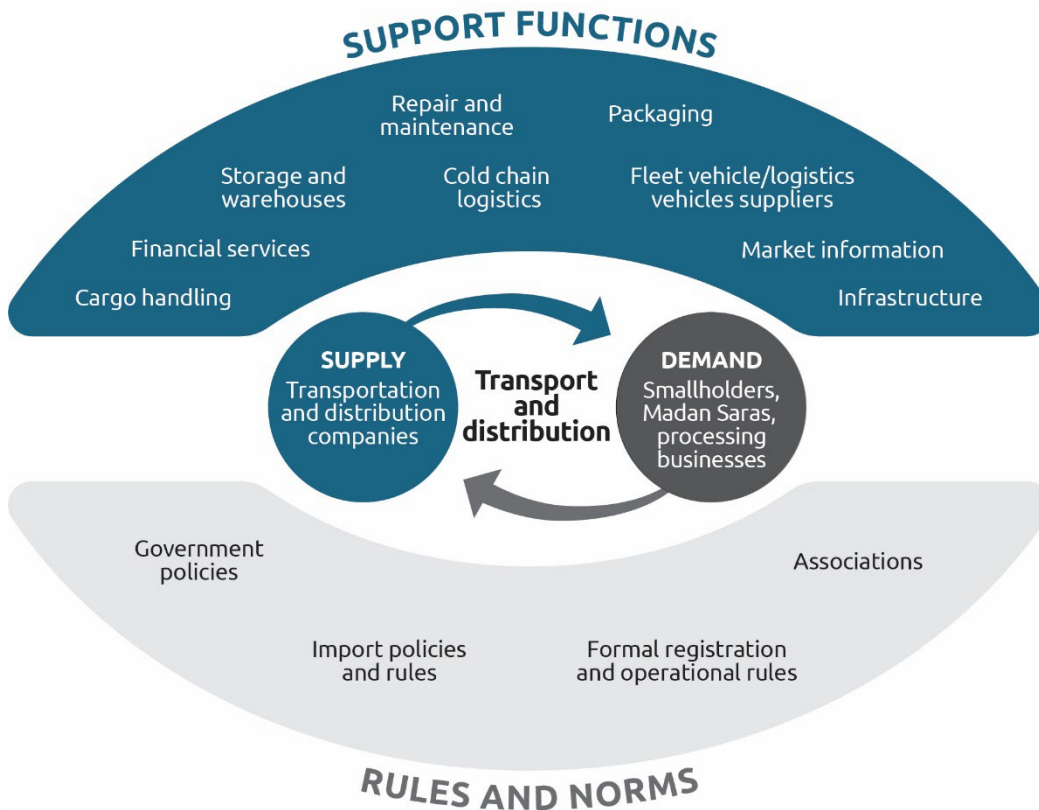 SUPPORT FUNCTIONS
Repair and
maintenance
Packaging
Storage and
warehouses
Cold chain
logistics
Fleet vehicle/logistics
vehicles suppliers
Financial services
Market information
Cargo handling
Infrastructure
SUPPLY
Transportation
and distribution
companies
Transport
and
distribution
DEMAND
Smallholders,
Madan Saras,
processing
businesses
Government
policies
Associations
Import policies
and rules
Formal registration
and operational rules
RULES AND NORMS